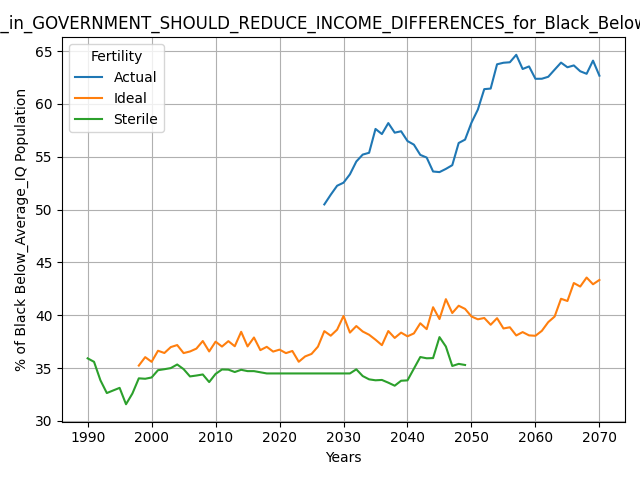 _in_GOVERNMENT_SHOULD_REDUCE_INCOME_DIFFERENCES_for_Black_Below
Fertility
Actual
Ideal
Sterile
% of Black Below_Average_IQ Population
65
60
55
50
45
40
35
30
1990 2000 2010 2020 2030 2040 2050 2060 2070
Years